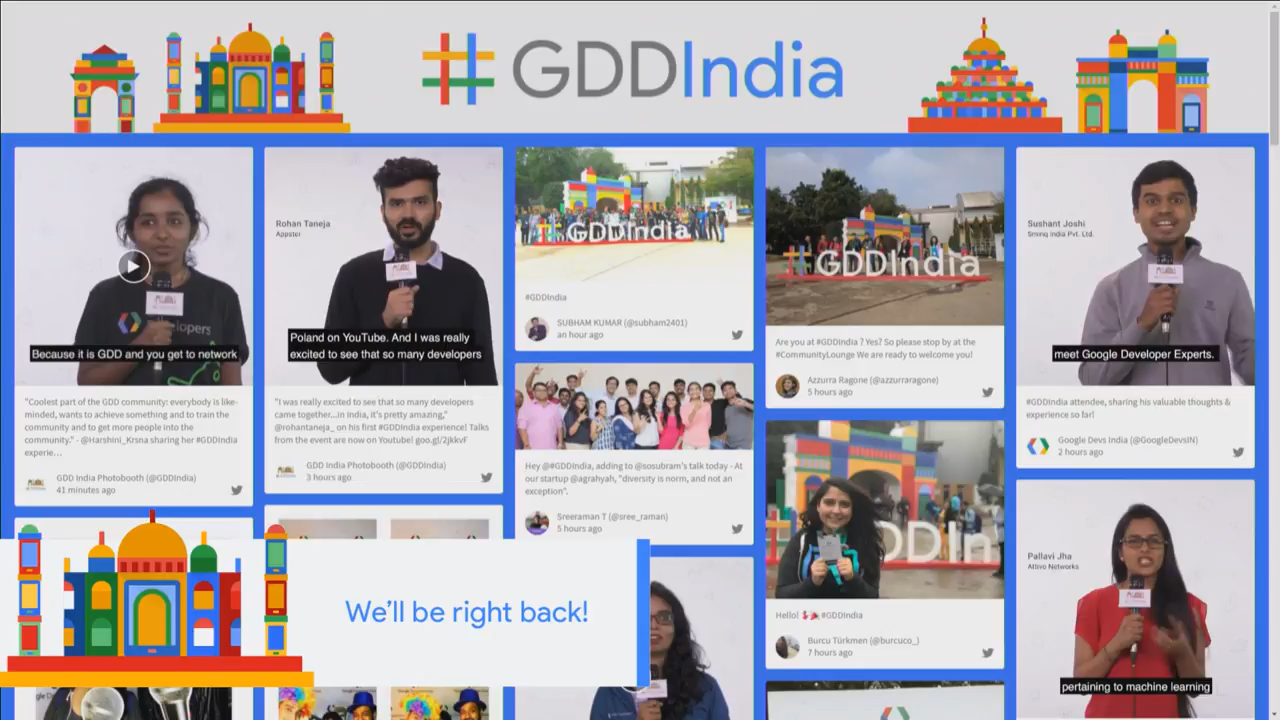 #GDDIndia
Because it is GDD and you get to network
"Coolest part of the GDD community: everybody is like-
minded, wants to achieve something and to train the
community and to get more people into the
community." - @Harshini_Krsna sharing her #GDDIndia
experie...
GDD India Photobooth (@GDDIndia)
41 minutes ago
Rohan Taneja
Appster
Poland on YouTube. And I was really
excited to see that so many developers
"I was really excited to see that so many developers
came together...in India, it's pretty amazing,"
@rohantaneja_ on his first #GDDIndia experience! Talks
from the event are now on Youtube! goo.gl/2jkkvF
GDD India Photobooth (@GDDIndia)
3 hours ago
#GDDIndia
#GDDIndia
SUBHAM KUMAR (@subham2401)
an hour ago
Hey @#GDDIndia, adding to @sosubram's talk today - At
our startup @agrahyah, "diversity is norm, and not an
exception".
Sreeraman T (@sree_raman)
5 hours ago
#GDDIndia
Are you at #GDDIndia ? Yes? So please stop by at the
#CommunityLounge We are ready to welcome you!
Azzurra Ragone (@azzurraragone)
5 hours ago
DDIn
Hello! #GDDIndia
Burcu Türkmen (@burcuco_)
7 hours ago
Sushant Joshi
meet Google Developer Experts.
#GDDIndia attendee, sharing his valuable thoughts &
experience so far!
Google Devs India (@GoogleDevsIN)
2 hours ago
Pallavi Jha
Attivo Networks
pertaining to machine learning
We'll be right back!